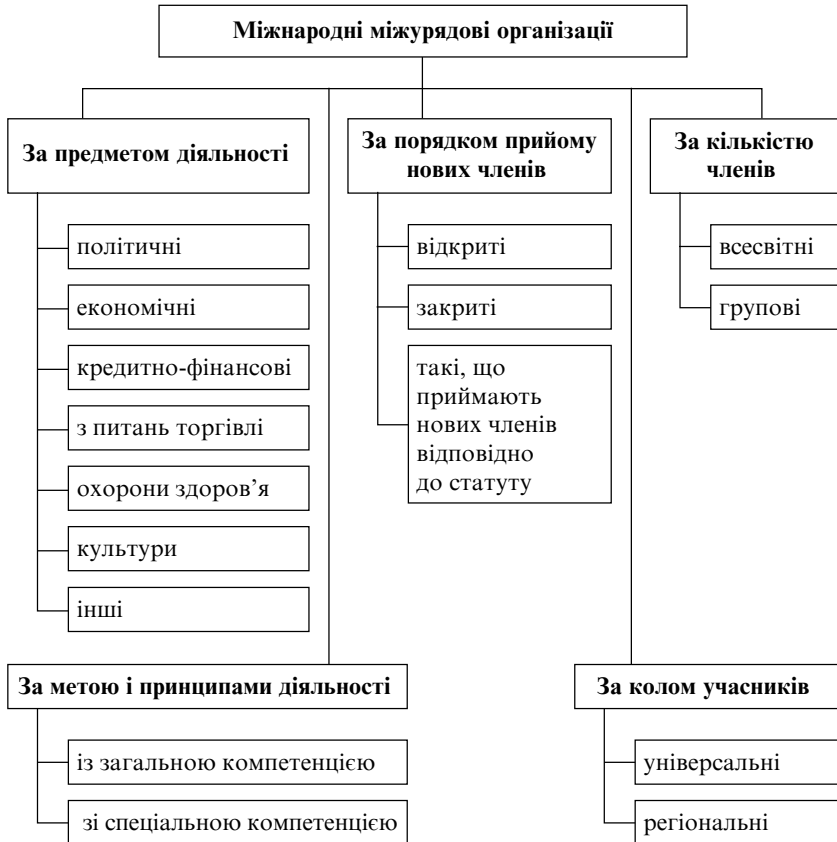 Міжнародні міжурядові організації
За предметом діяльності
політичні
економічні
кредитно-фінансові
з питань торгівлі
охорони здоров’я
культури
інші
За порядком прийому
нових членів
відкриті
закриті
такі, що
приймають
нових членів
відповідно
до статуту
За кількістю
членів
всесвітні
групові
За метою і принципами діяльності
із загальною компетенцією
зі спеціальною компетенцією
За колом учасників
універсальні
регіональні